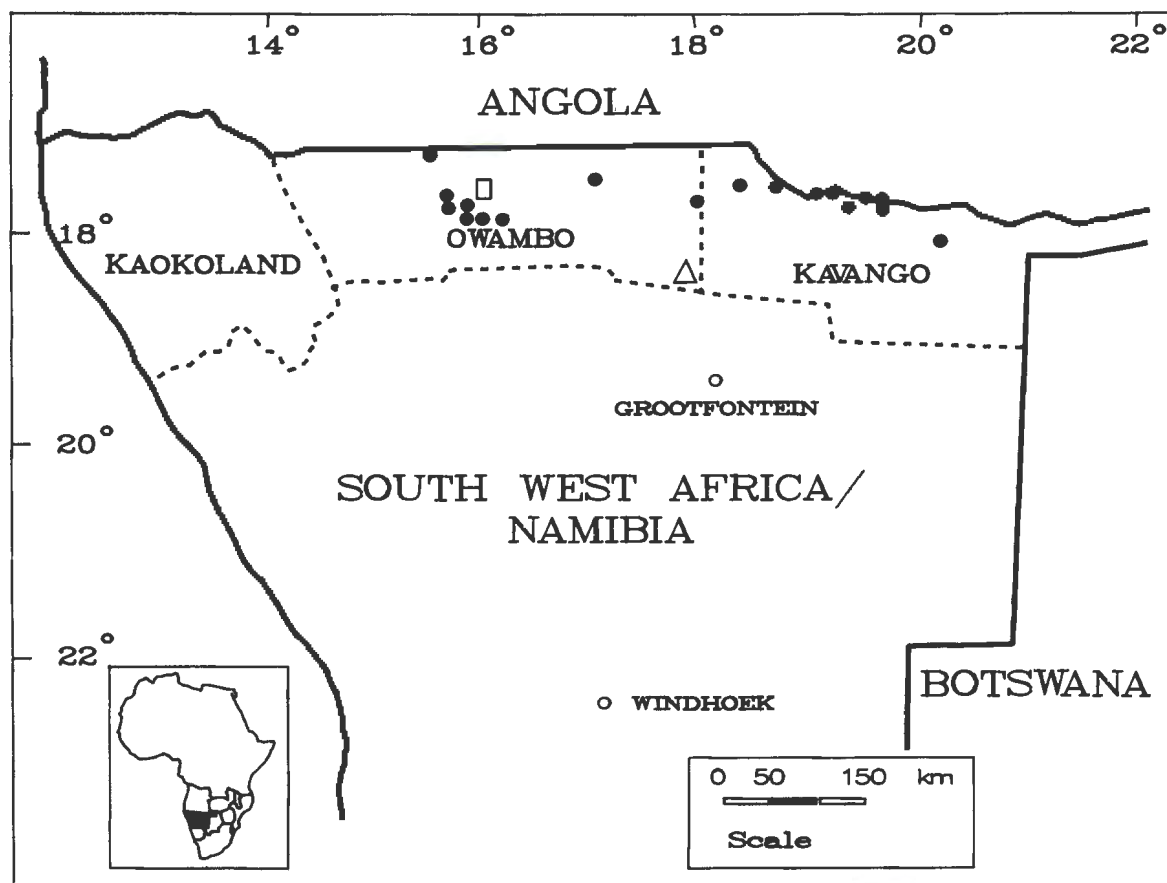 14° 16° 18° 20° 22°
ANGOLA
18°
OWAMBO
KAOKOLAND
KAVANGO
GROOTFONTEIN
20°
SOUTH WEST AFRICA/
NAMIBIA
22°
BOTSWANA
WINDHOEK
0 50 150 km
Scale